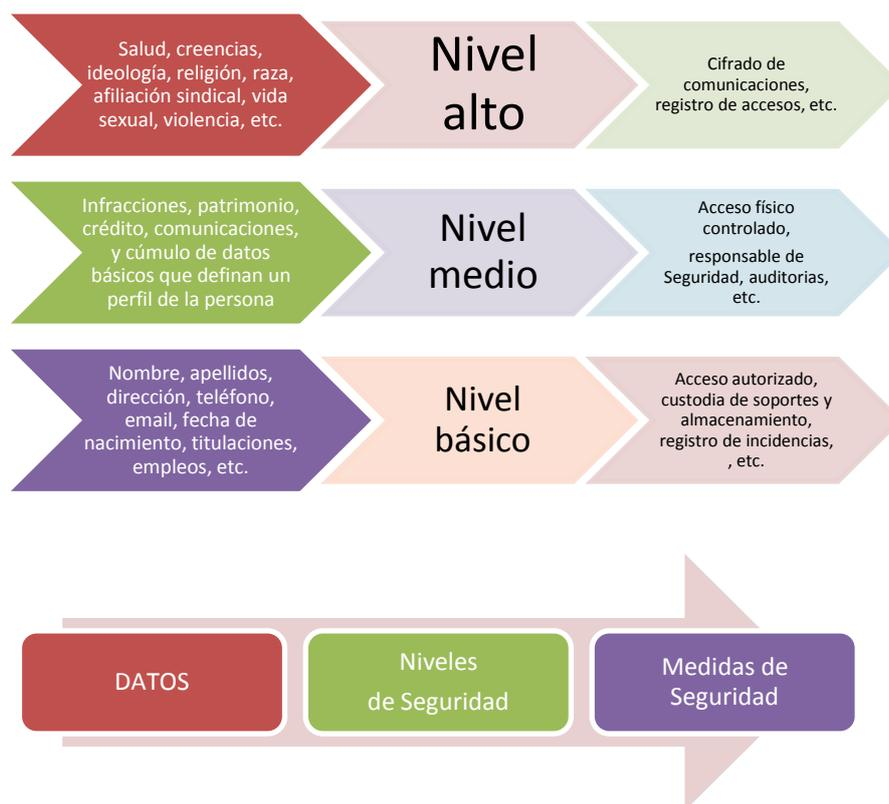 Salud, creencias,
ideología, religión, raza,
afiliación sindical, vida
sexual, violencia, etc.
Nivel
alto
Cifrado de
comunicaciones,
registro de accesos, etc.
Infracciones, patrimonio,
crédito, comunicaciones,
y cúmulo de datos
básicos que definan un
perfil de la persona
Nivel
medio
Acceso físico
controlado,
responsable de
Seguridad, auditorias,
etc.
Nombre, apellidos,
dirección, teléfono,
email, fecha de
nacimiento, titulaciones,
empleos, etc.
Nivel
básico
Acceso autorizado,
custodia de soportes y
almacenamiento,
registro de incidencias,
, etc.
DATOS
Niveles
de Seguridad
Medidas de
Seguridad